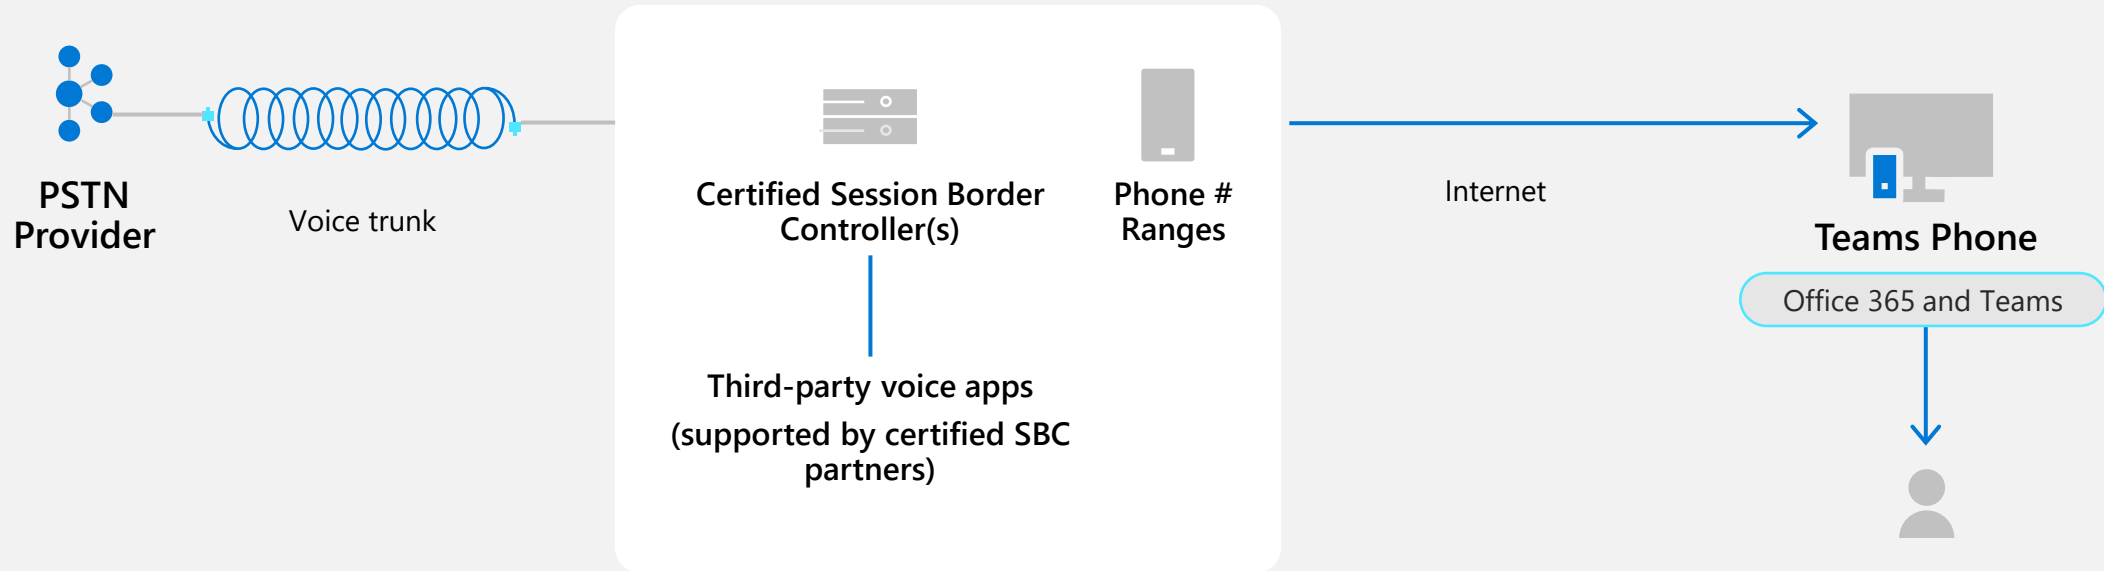 PSTN
Provider
Voice trunk
Certified Session Border
Controller(s)
Phone #
Ranges
Third-party voice apps
(supported by certified SBC
partners)
Internet
Teams Phone
Office 365 and Teams